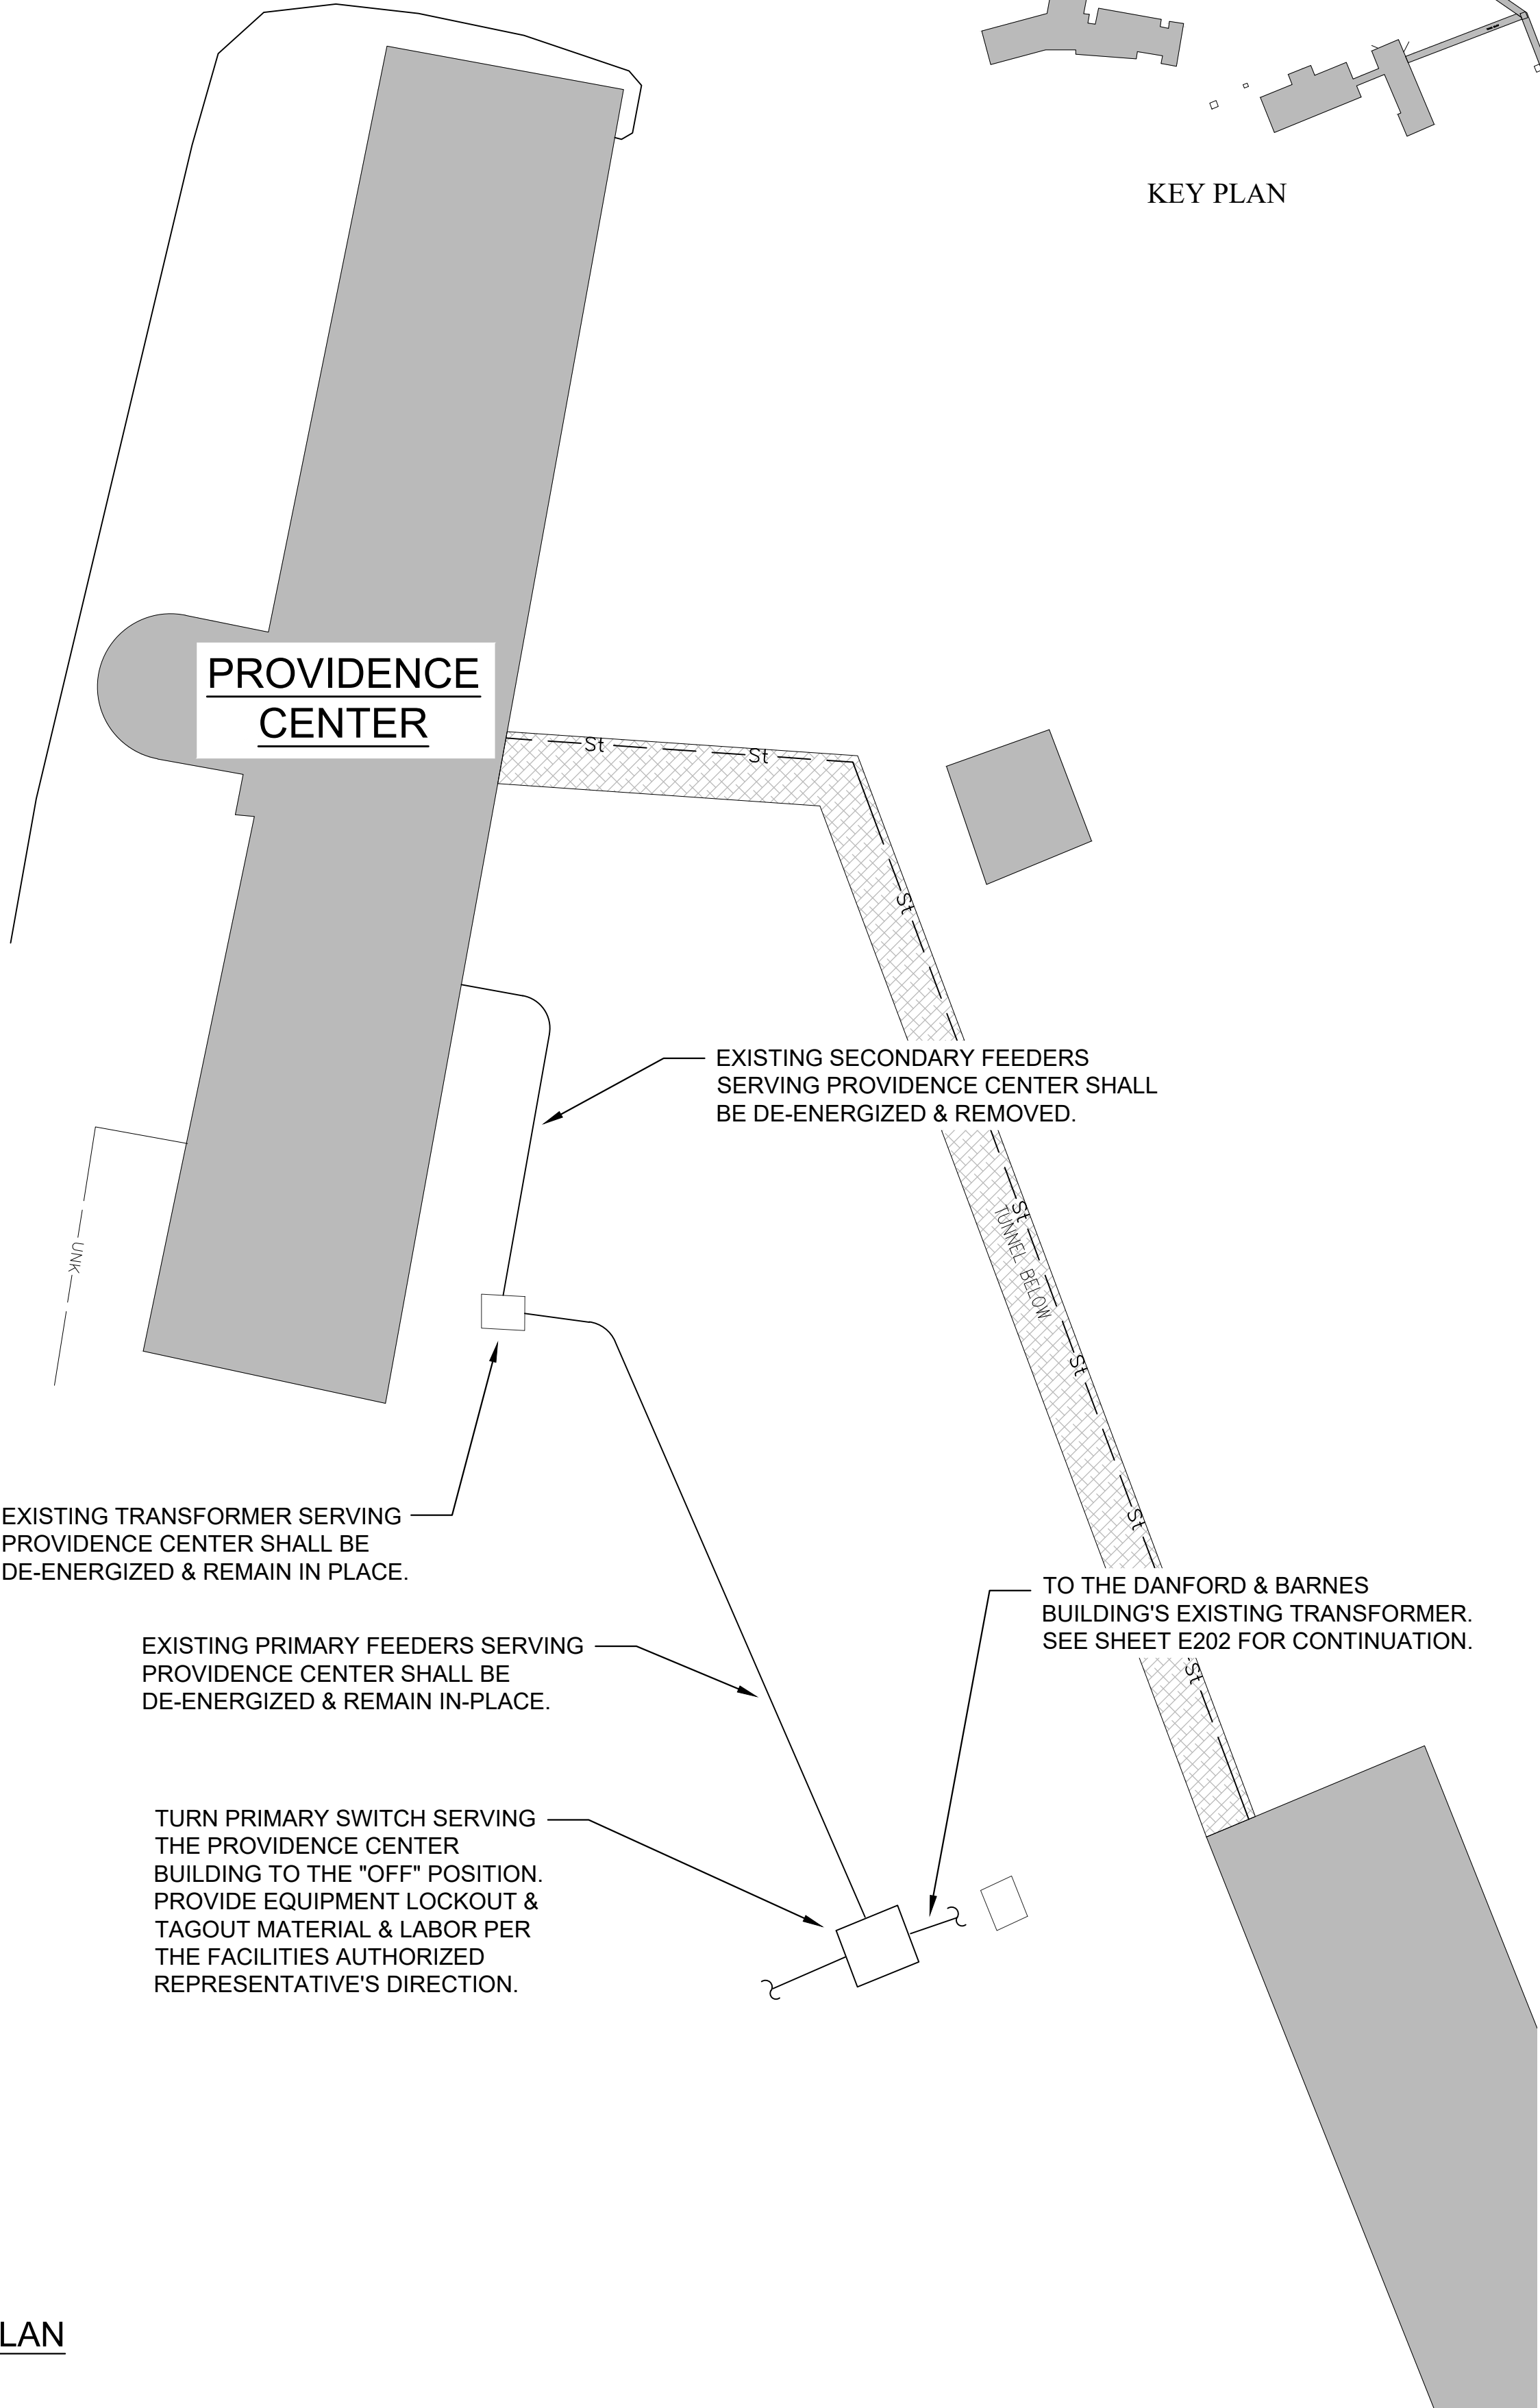 KEY PLAN
PROVIDENCE
CENTER
St
St
St
EXISTING SECONDARY FEEDERS
SERVING PROVIDENCE CENTER SHALL
BE DE-ENERGIZED & REMOVED.
St
TUNNEL BELOW
UNK
St
St
EXISTING TRANSFORMER SERVING
PROVIDENCE CENTER SHALL BE
DE-ENERGIZED & REMAIN IN PLACE.
TO THE DANFORD & BARNES
BUILDING'S EXISTING TRANSFORMER.
SEE SHEET E202 FOR CONTINUATION.
EXISTING PRIMARY FEEDERS SERVING
PROVIDENCE CENTER SHALL BE
DE-ENERGIZED & REMAIN IN-PLACE.
St
TURN PRIMARY SWITCH SERVING
THE PROVIDENCE CENTER
BUILDING TO THE "OFF" POSITION.
PROVIDE EQUIPMENT LOCKOUT &
TAGOUT MATERIAL & LABOR PER
THE FACILITIES AUTHORIZED
REPRESENTATIVE'S DIRECTION.
LAN